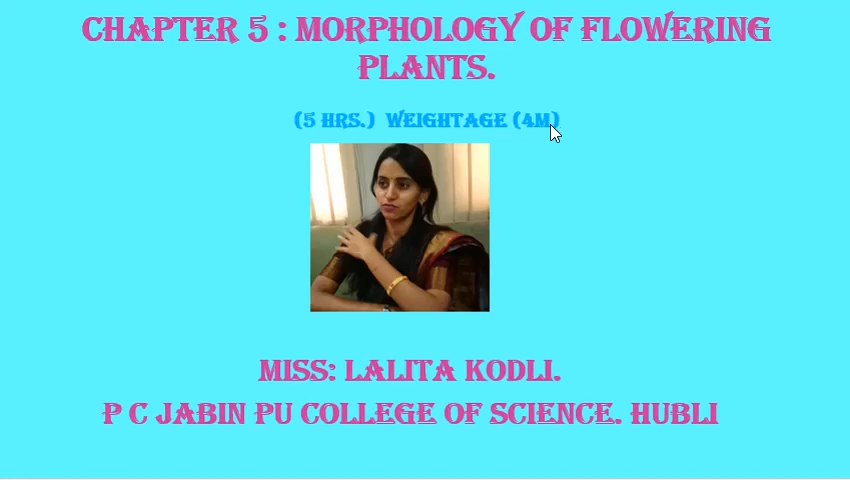 CHAPTER 5 : MORPHOLOGY OF FLOWERING
PLANTS.
(5 HRS.) WEIGHTAGE (4M)
MISS: LALITA KODLI.
P C JABIN PU COLLEGE OF SCIENCE. HUBLI